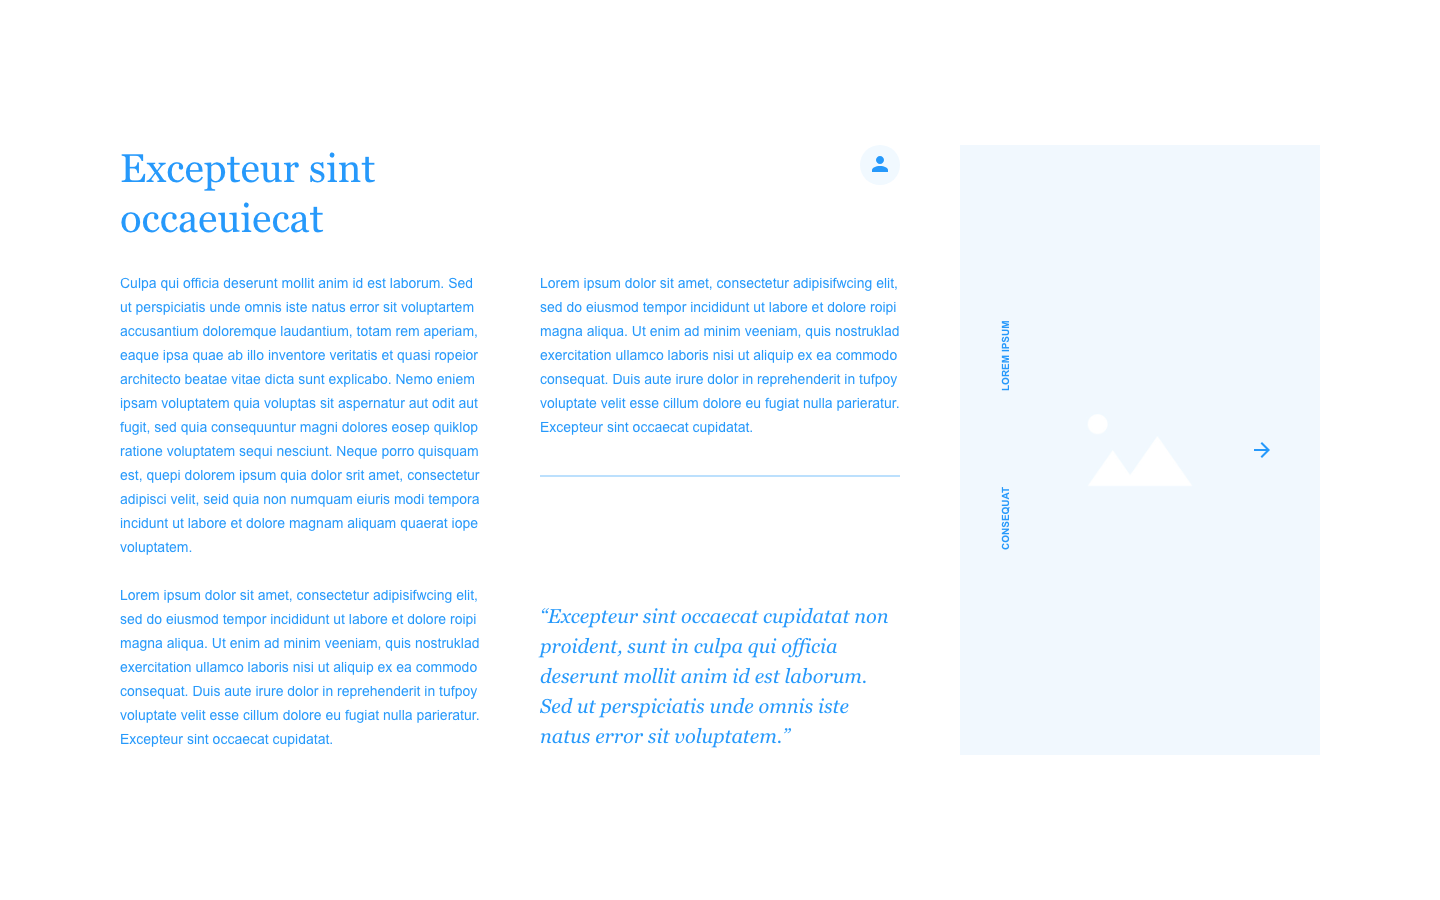 Excepteur sint
occaeuiecat
Culpa qui officia deserunt mollit anim id est laborum. Sed
ut perspiciatis unde omnis iste natus error sit voluptartem
accusantium doloremque laudantium, totam rem aperiam,
eaque ipsa quae ab illo inventore veritatis et quasi ropeior
architecto beatae vitae dicta sunt explicabo. Nemo eniem
ipsam voluptatem quia voluptas sit aspernatur aut odit aut
fugit, sed quia consequuntur magni dolores eosep quiklop
ratione voluptatem sequi nesciunt. Neque porro quisquam
est, quepi dolorem ipsum quia dolor srit amet, consectetur
adipisci velit, seid quia non numquam eiuris modi tempora
incidunt ut labore et dolore magnam aliquam quaerat iope
voluptatem.
Lorem ipsum dolor sit amet, consectetur adipisifwcing elit,
sed do eiusmod tempor incididunt ut labore et dolore roipi
magna aliqua. Ut enim ad minim veeniam, quis nostruklad
exercitation ullamco laboris nisi ut aliquip ex ea commodo
consequat. Duis aute irure dolor in reprehenderit in tufpoy
voluptate velit esse cillum dolore eu fugiat nulla parieratur.
Excepteur sint occaecat cupidatat.
Lorem ipsum dolor sit amet, consectetur adipisifwcing elit,
sed do eiusmod tempor incididunt ut labore et dolore roipi
magna aliqua. Ut enim ad minim veeniam, quis nostruklad
exercitation ullamco laboris nisi ut aliquip ex ea commodo
consequat. Duis aute irure dolor in reprehenderit in tufpoy
voluptate velit esse cillum dolore eu fugiat nulla parieratur.
Excepteur sint occaecat cupidatat.
“Excepteur sint occaecat cupidatat non
proident, sunt in culpa qui officia
deserunt mollit anim id est laborum.
Sed ut perspiciatis unde omnis iste
natus error sit voluptatem.”
LOREM IPSUM
CONSEQUAT